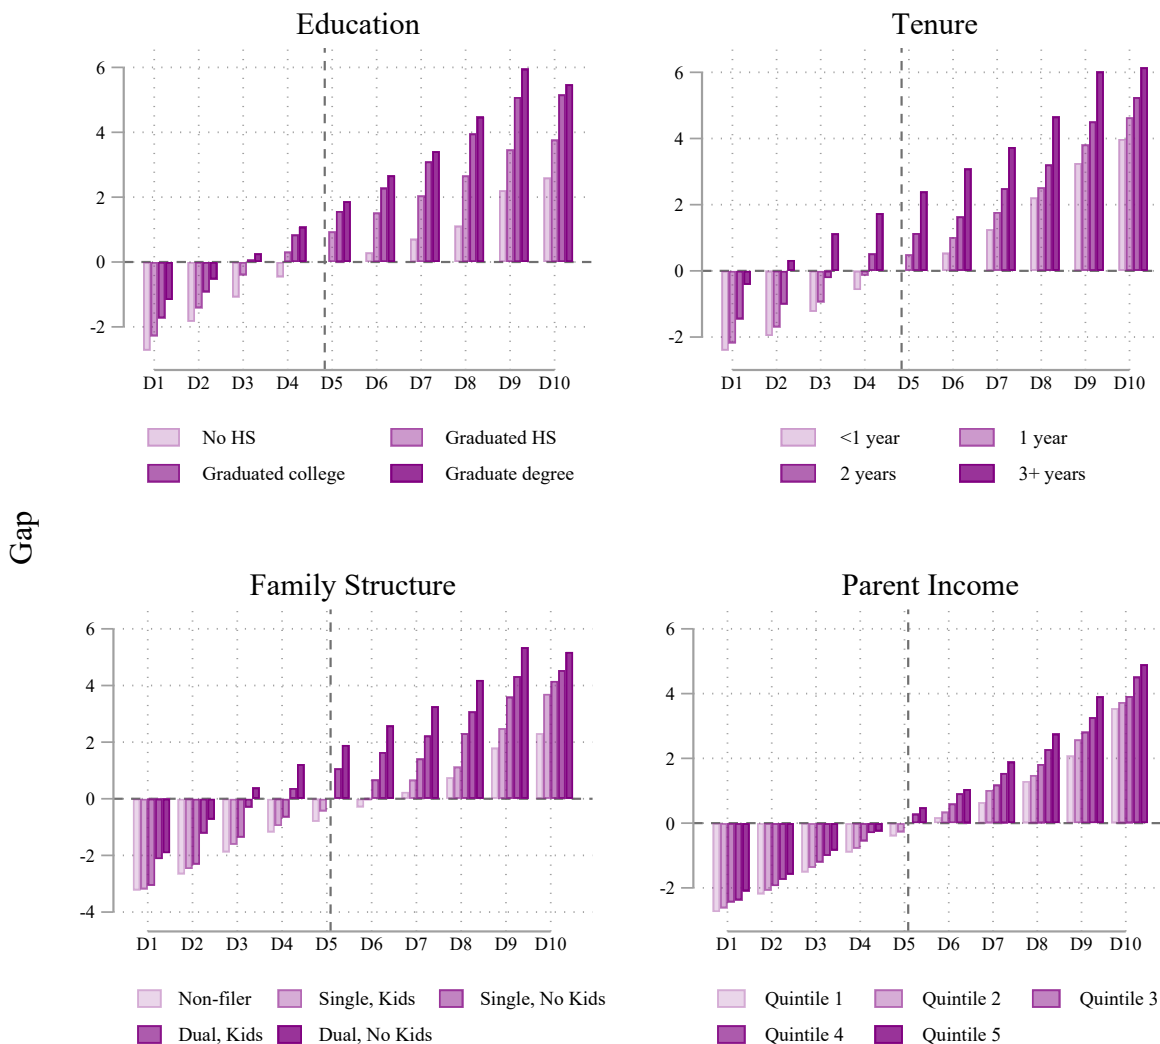 Gap
Education
6
4
2
0
-2
D1 D2 D3 D4 D5 D6 D7 D8 D9 D10
No HS Graduated HS
Graduated college Graduate degree
Tenure
6
4
2
0
-2
D1 D2 D3 D4 D5 D6 D7 D8 D9 D10
<1 year 1 year
2 years 3+ years
Family Structure
6
4
2
0
-2
-4
D1 D2 D3 D4 D5 D6 D7 D8 D9 D10
Non-filer Single, Kids Single, No Kids
Dual, Kids Dual, No Kids
Parent Income
6
4
2
0
-2
D1 D2 D3 D4 D5 D6 D7 D8 D9 D10
Quintile 1 Quintile 2 Quintile 3
Quintile 4 Quintile 5